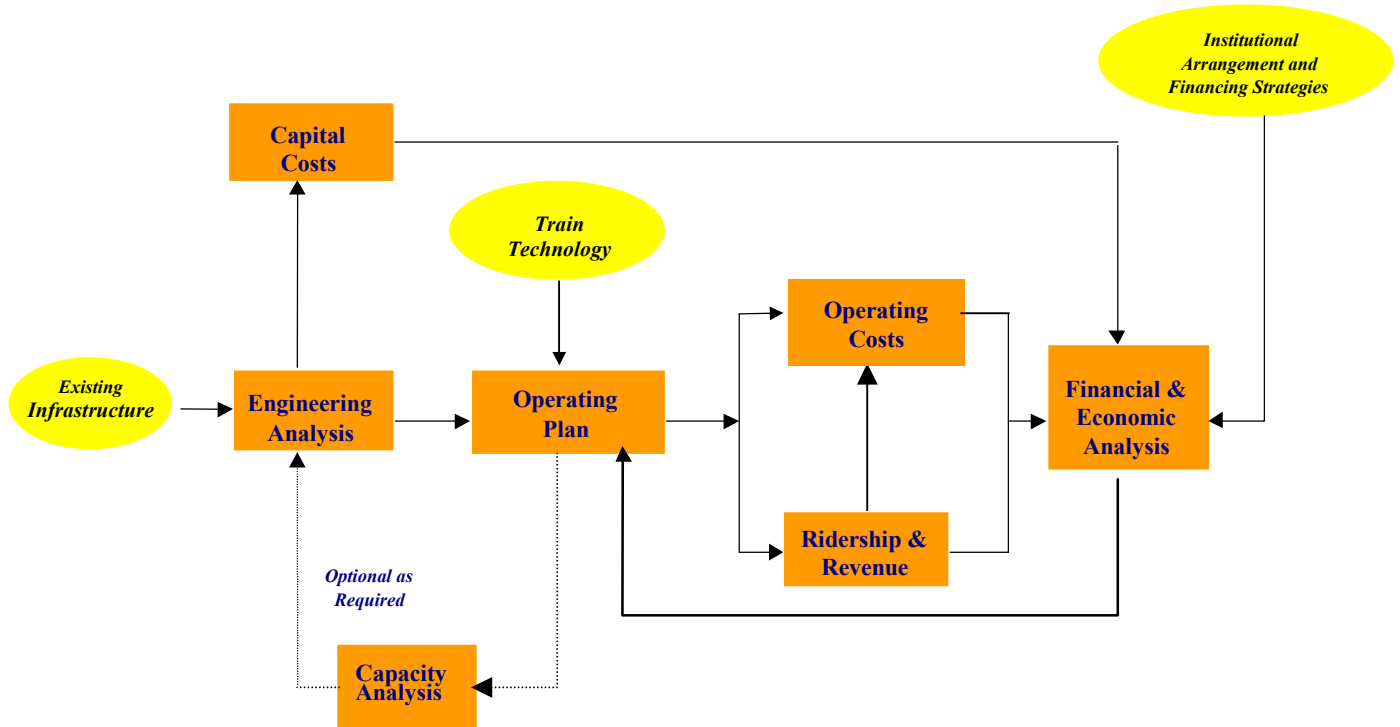 Institutional
Arrangement and
Financing Strategies
Capital
Costs
Train
Technology
Operating
Costs
Existing
Infrastructure
Engineering
Analysis
Operating
Plan
Financial &
Economic
Analysis
Ridership &
Revenue
Optional as
Required
Capacity
Analysis